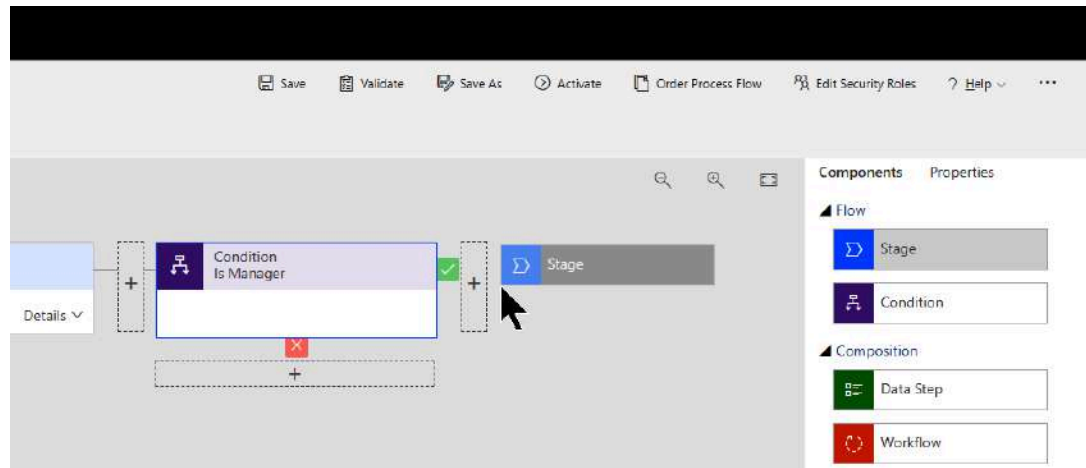 Save
Validate
Save As
Activate
Order Process Flow
Edit Security Roles
? Help
...
Components
Properties
Flow
Condition
Is Manager
Stage
Stage
Details
Condition
Composition
Data Step
Workflow